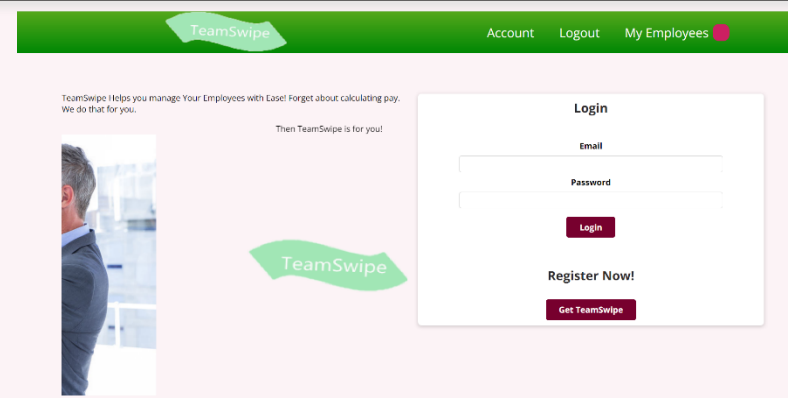 TeamSwipe
Account Logout My Employees
TeamSwipe Helps you manage Your Employees with Ease! Forget about calculating pay.
We do that for you.
Then TeamSwipe is for you!
TeamSwipe
Login
Email
Password
Login
Register Now!
Get TeamSwipe